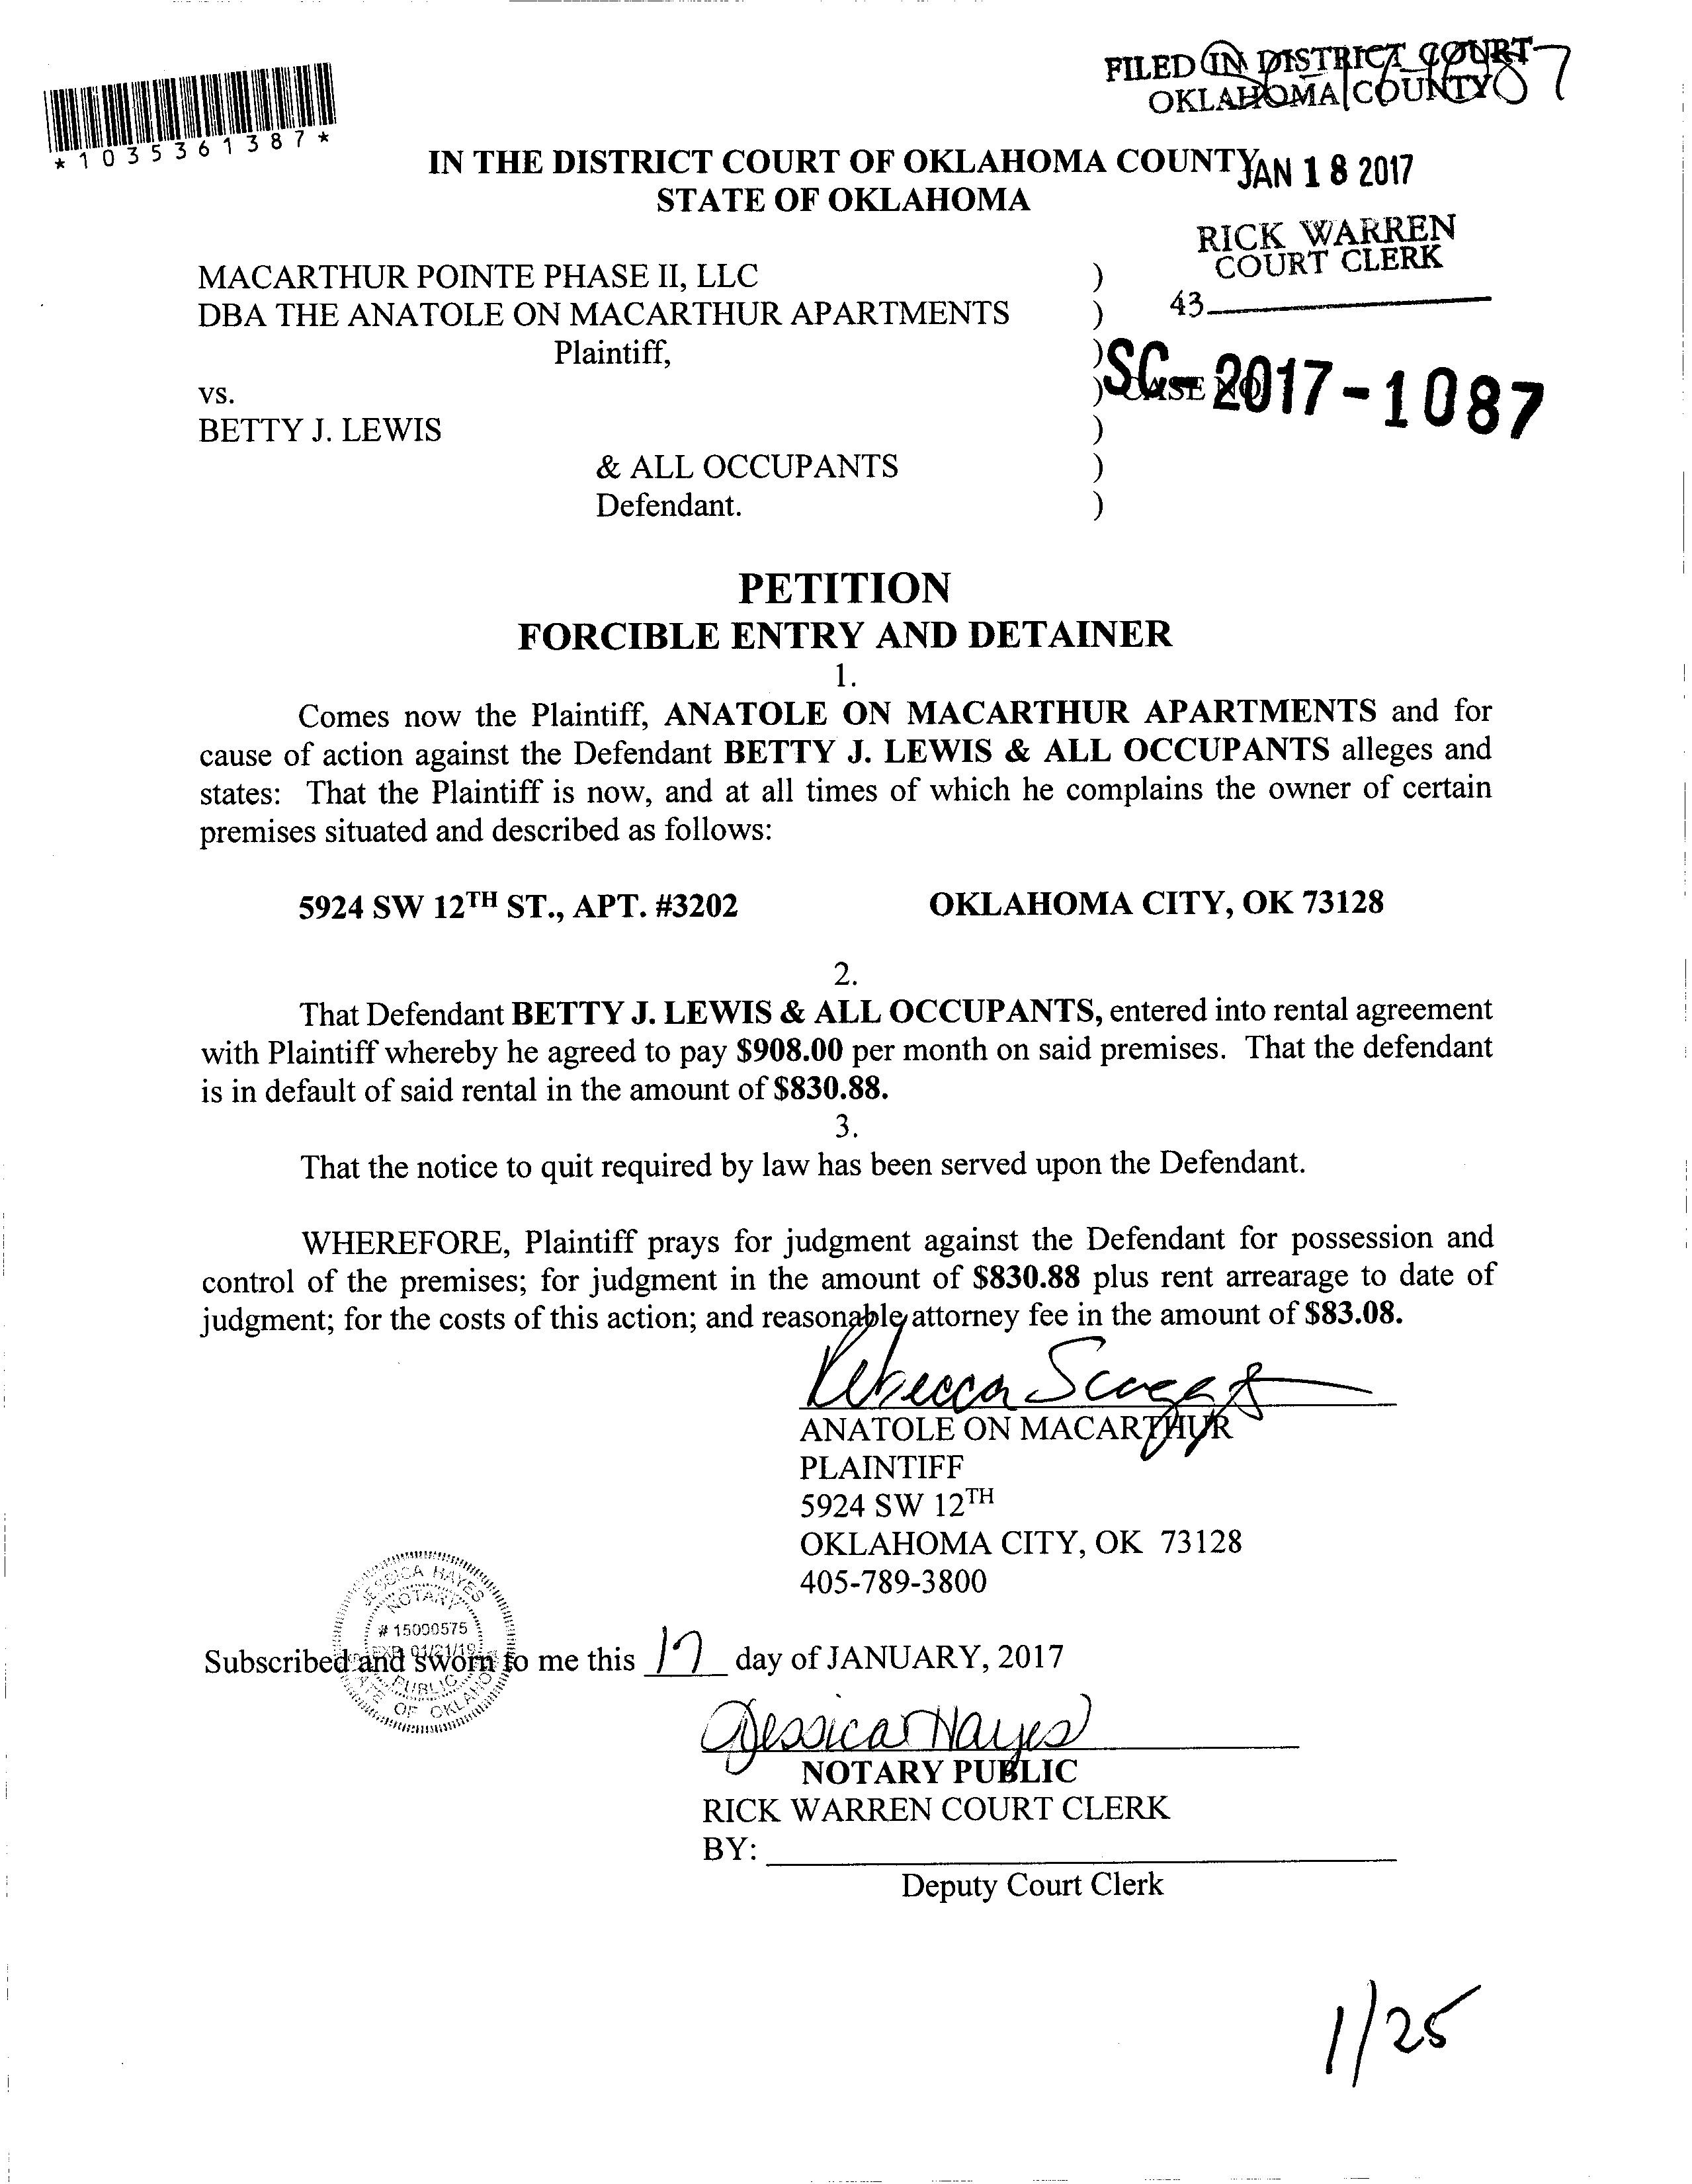 FILED IN DISTRICT COURT
OKLAHOMA COUNTY
*1035361387*
IN THE DISTRICT COURT OF OKLAHOMA COUNTY
JAN 18 2017
STATE OF OKLAHOMA
RICK WARREN
COURT CLERK
43
MACARTHUR POINTE PHASE II, LLC )
DBA THE ANATOLE ON MACARTHUR APARTMENTS )
Plaintiff, )
vs. ) CASE NO
SC-2017-1087
BETTY J. LEWIS )
& ALL OCCUPANTS )
Defendant. )
PETITION
FORCIBLE ENTRY AND DETAINER
1.
Comes now the Plaintiff, ANATOLE ON MACARTHUR APARTMENTS and for
cause of action against the Defendant BETTY J. LEWIS & ALL OCCUPANTS alleges and
states: That the Plaintiff is now, and at all times of which he complains the owner of certain
premises situated and described as follows:
5924 SW 12TH ST., APT. #3202 OKLAHOMA CITY, OK 73128
2.
That Defendant BETTY J. LEWIS & ALL OCCUPANTS, entered into rental agreement
with Plaintiff whereby he agreed to pay $908.00 per month on said premises. That the defendant
is in default of said rental in the amount of $830.88.
3.
That the notice to quit required by law has been served upon the Defendant.
WHEREFORE, Plaintiff prays for judgment against the Defendant for possession and
control of the premises; for judgment in the amount of $830.88 plus rent arrearage to date of
judgment; for the costs of this action; and reasonable attorney fee in the amount of $83.08.
Rebecca Scaggs
ANATOLE ON MACARTHUR
PLAINTIFF
5924 SW 12TH
OKLAHOMA CITY, OK 73128
405-789-3800
JESSICA HAYES
NOTARY
# 15000575
EXP. 01/21/19
PUBLIC
STATE OF OKLAHOMA
Subscribed and sworn to me this 17 day of JANUARY, 2017
Jessica Hayes
NOTARY PUBLIC
RICK WARREN COURT CLERK
BY:
Deputy Court Clerk
1/25